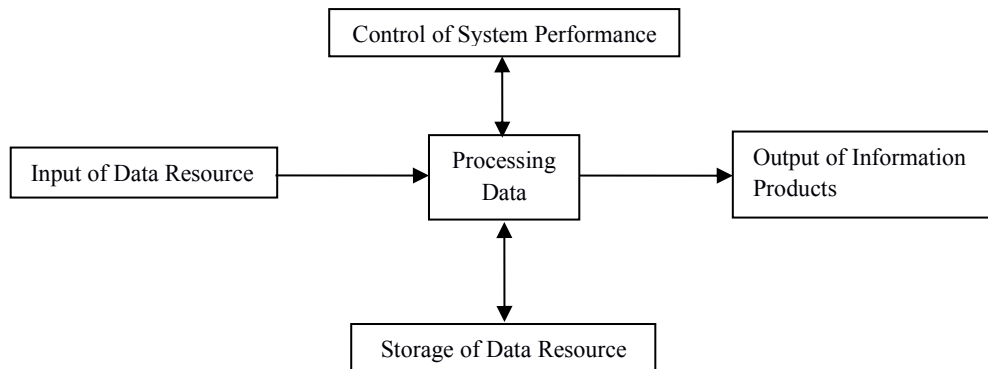 Control of System Performance
Input of Data Resource
Processing
Data
Output of Information
Products
Storage of Data Resource